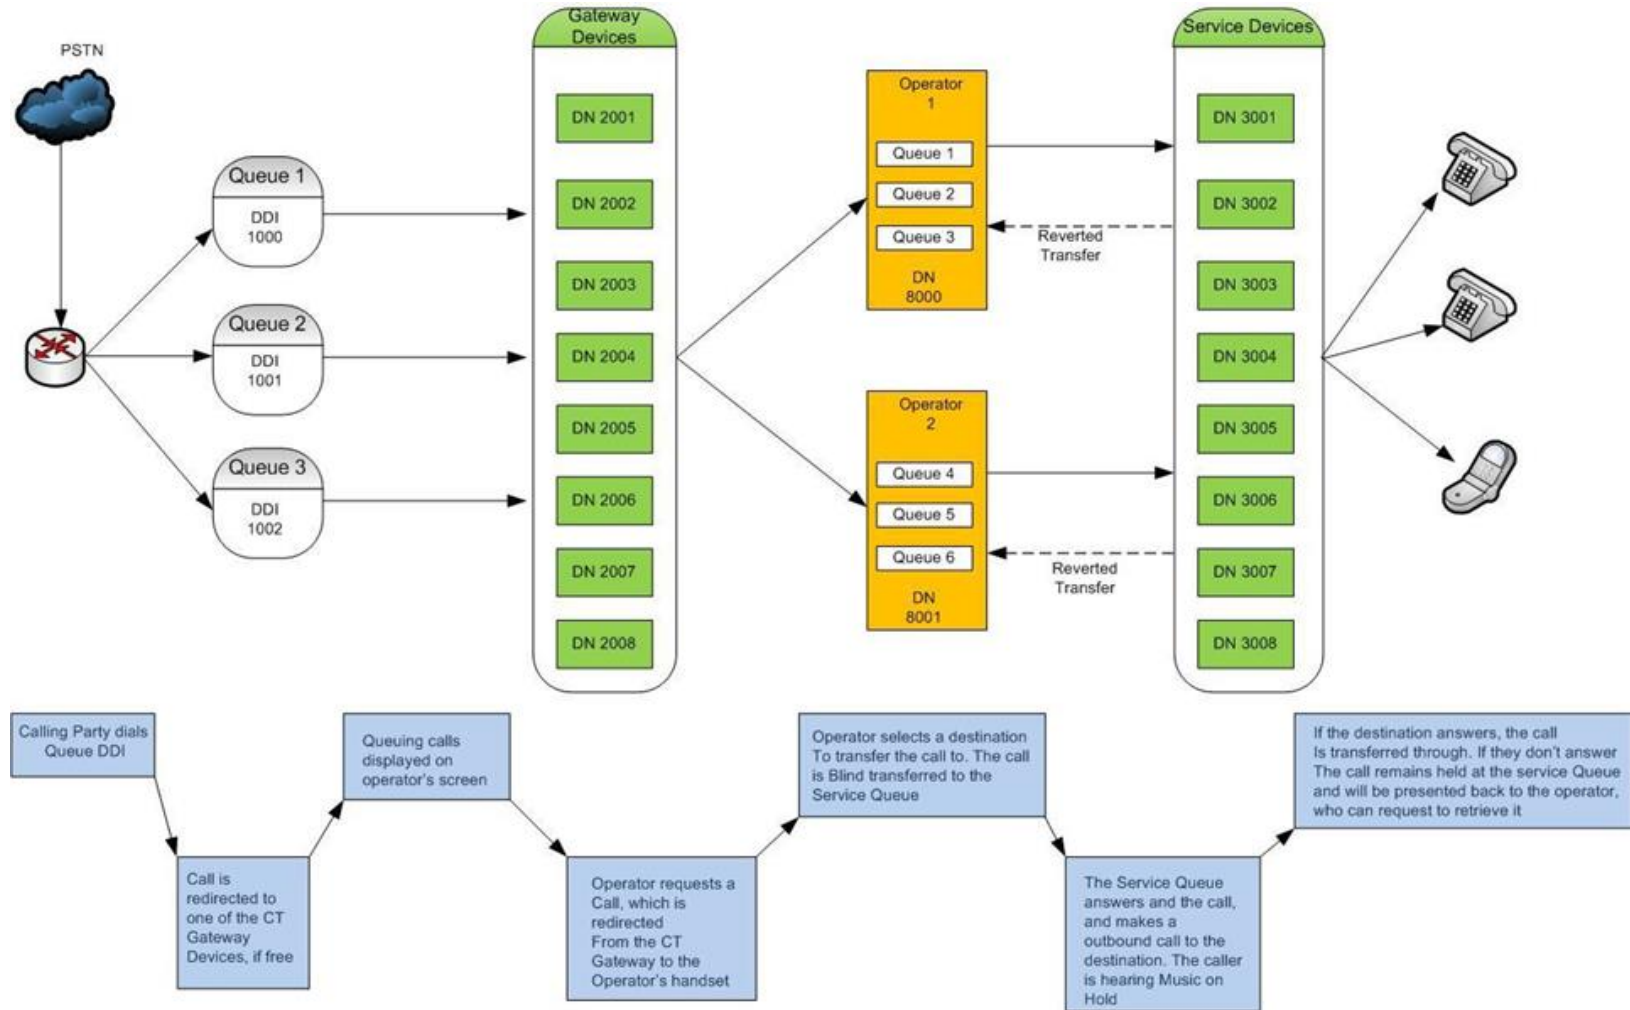 PSTN
Queue 1
DDI
1000
Queue 2
DDI
1001
Queue 3
DDI
1002
Gateway
Devices
DN 2001
DN 2002
DN 2003
DN 2004
DN 2005
DN 2006
DN 2007
DN 2008
Operator
1
Queue 1
Queue 2
Queue 3
DN
8000
Reverted
Transfer
Operator
2
Queue 4
Queue 5
Queue 6
DN
8001
Reverted
Transfer
Service Devices
DN 3001
DN 3002
DN 3003
DN 3004
DN 3005
DN 3006
DN 3007
DN 3008
Calling Party dials
Queue DDI
Call is
redirected to
one of the CT
Gateway
Devices, if free
Queuing calls
displayed on
operator's screen
Operator requests a
Call, which is
redirected
From the CT
Gateway to the
Operator's handset
Operator selects a destination
To transfer the call to. The call
is Blind transferred to the
Service Queue
The Service Queue
answers and the call,
and makes a
outbound call to the
destination. The caller
is hearing Music on
Hold
If the destination answers, the call
Is transferred through. If they don't answer
The call remains held at the service Queue
and will be presented back to the operator,
who can request to retrieve it